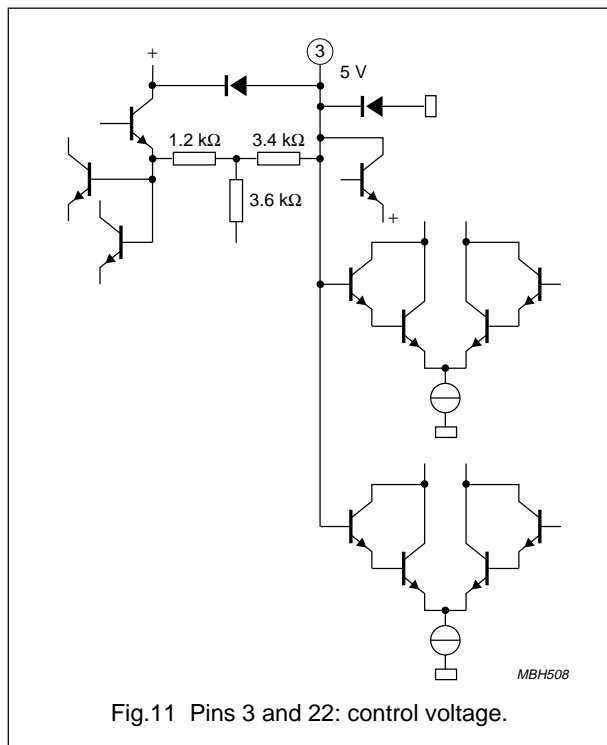 3
+
5 V
1.2 kΩ
3.4 kΩ
3.6 kΩ
+
MBH508
Fig.11 Pins 3 and 22: control voltage.